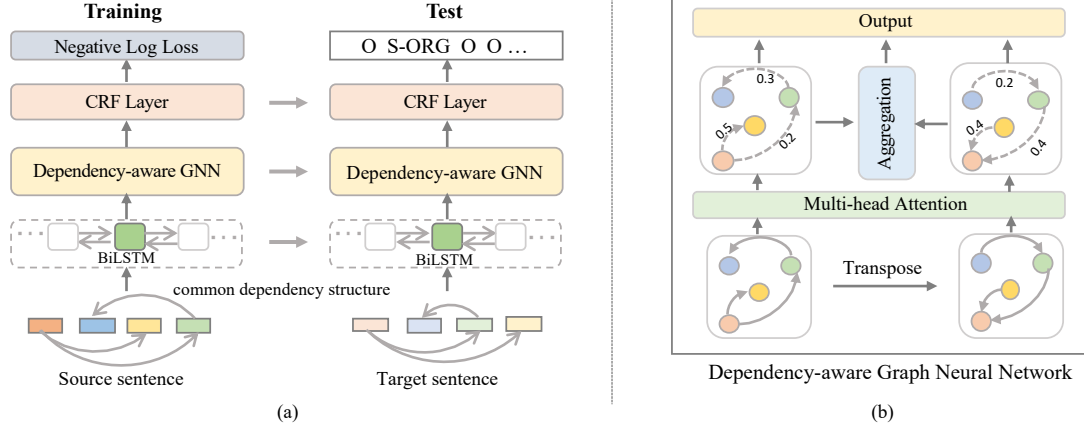 Training
Negative Log Loss
CRF Layer
Dependency-aware GNN
BiLSTM
common dependency structure
Source sentence
Test
O S-ORG O O …
CRF Layer
Dependency-aware GNN
BiLSTM
Target sentence
(a)
Output
0.3
0.5
0.2
Aggregation
0.2
0.4
0.4
Multi-head Attention
Transpose
Dependency-aware Graph Neural Network
(b)